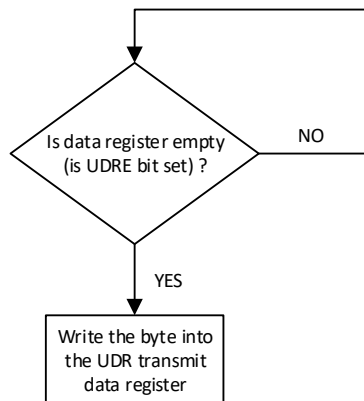 Is data register empty
(is UDRE bit set) ?
NO
YES
Write the byte into
the UDR transmit
data register